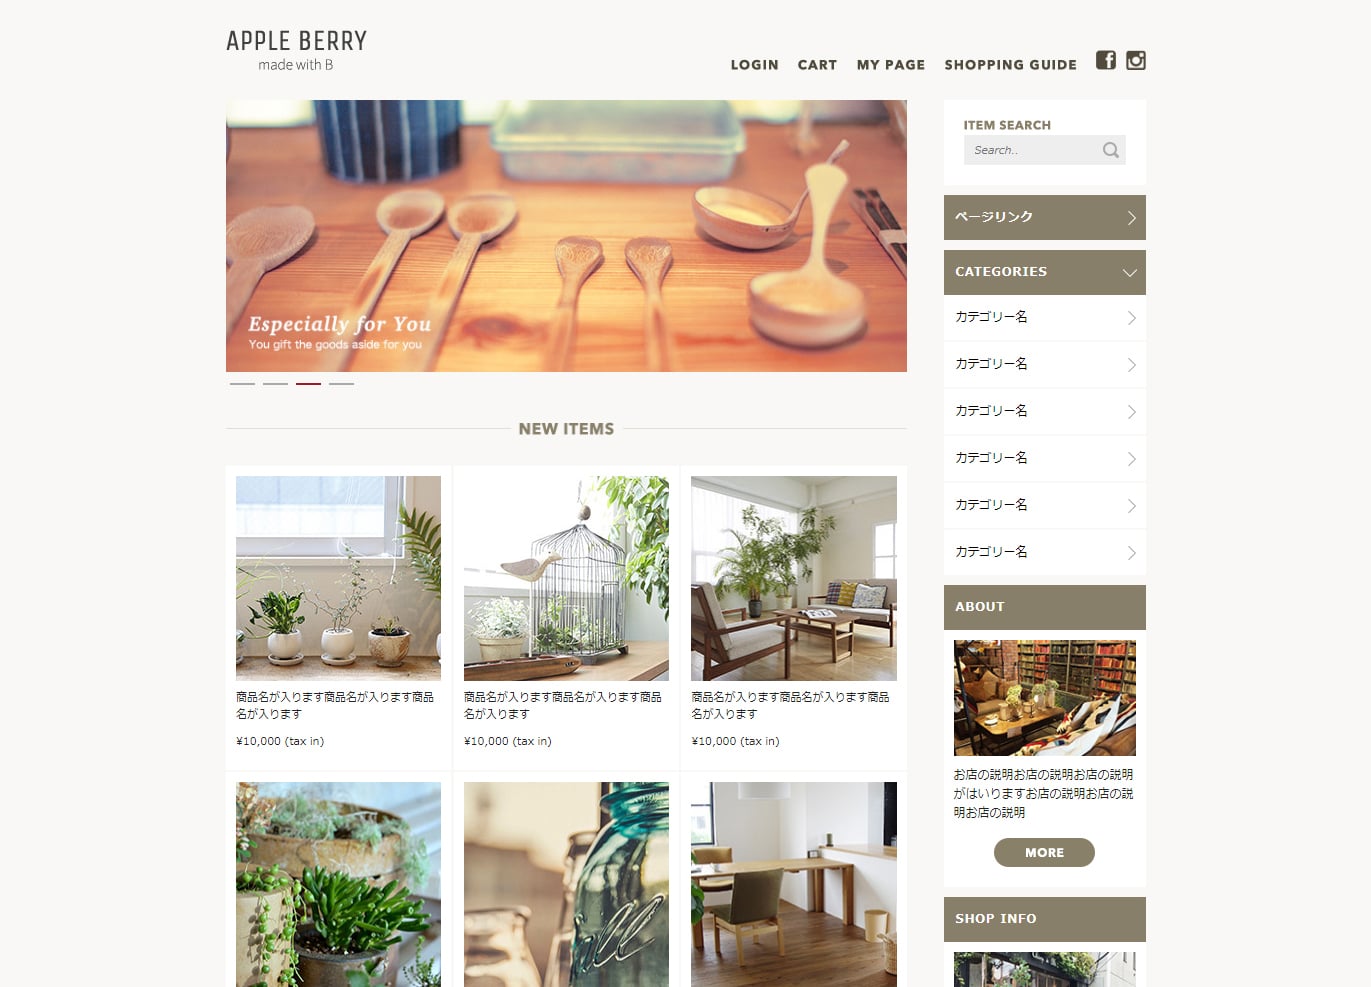 APPLE BERRY
made with B
LOGIN CART MY PAGE SHOPPING GUIDE
Especially for You
You gift the goods aside for you
NEW ITEMS
商品名が入ります商品名が入ります商品
名が入ります
¥10,000 (tax in)
商品名が入ります商品名が入ります商品
名が入ります
¥10,000 (tax in)
商品名が入ります商品名が入ります商品
名が入ります
¥10,000 (tax in)
ITEM SEARCH
Search..
ページリンク
CATEGORIES
カテゴリー名
カテゴリー名
カテゴリー名
カテゴリー名
カテゴリー名
カテゴリー名
ABOUT
お店の説明お店の説明お店の説明
がはいりますお店の説明お店の説
明お店の説明
MORE
SHOP INFO